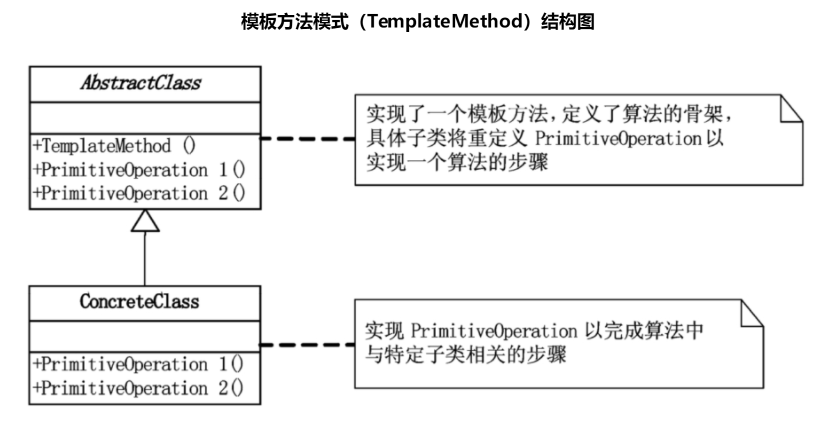 模板方法模式（TemplateMethod）结构图
AbstractClass
+TemplateMethod ()
+PrimitiveOperation 1()
+PrimitiveOperation 2()
实现了一个模板方法，定义了算法的骨架，
具体子类将重定义 PrimitiveOperation以
实现一个算法的步骤
ConcreteClass
+PrimitiveOperation 1()
+PrimitiveOperation 2()
实现 PrimitiveOperation 以完成算法中
与特定子类相关的步骤